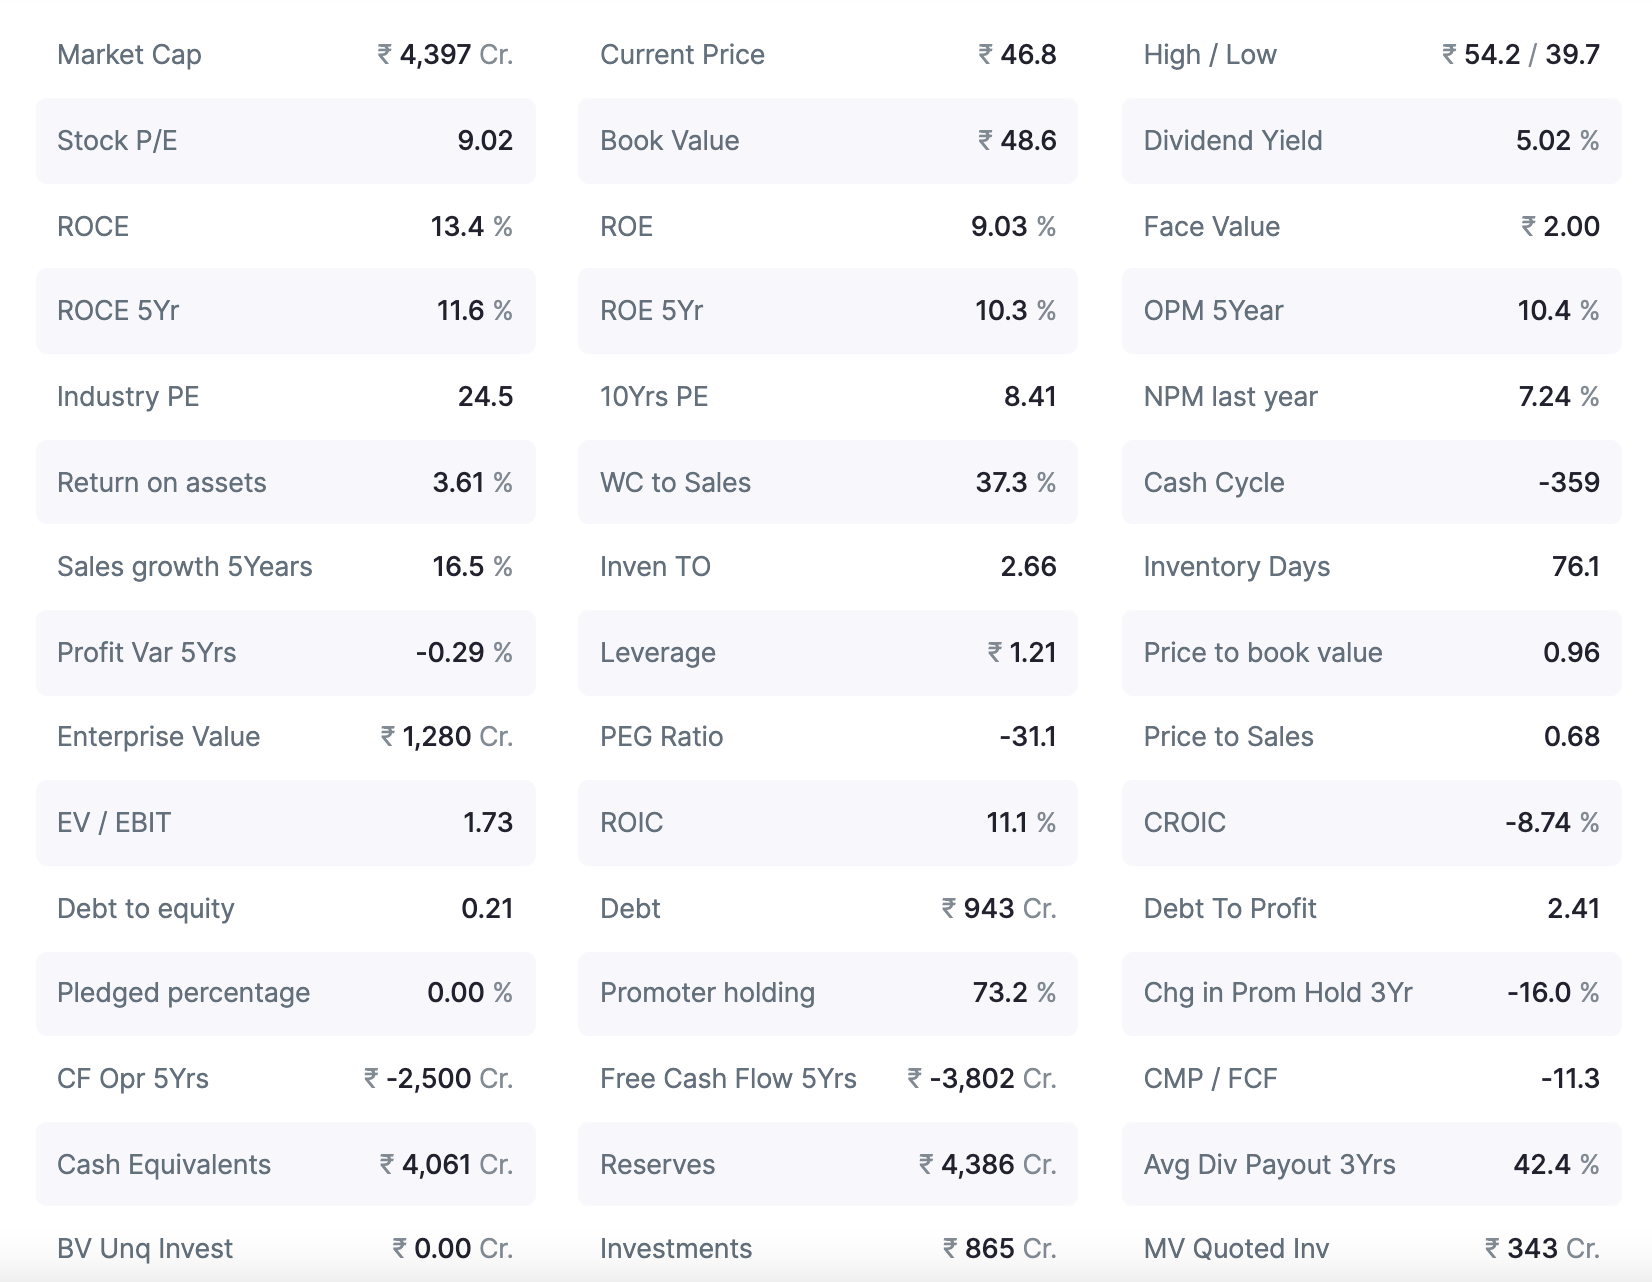 Market Cap ₹ 4,397 Cr. Current Price ₹ 46.8 High / Low ₹ 54.2 / 39.7
Stock P/E 9.02 Book Value ₹ 48.6 Dividend Yield 5.02 %
ROCE 13.4 % ROE 9.03 % Face Value ₹ 2.00
ROCE 5Yr 11.6 % ROE 5Yr 10.3 % OPM 5Year 10.4 %
Industry PE 24.5 10Yrs PE 8.41 NPM last year 7.24 %
Return on assets 3.61 % WC to Sales 37.3 % Cash Cycle -359
Sales growth 5Years 16.5 % Inven TO 2.66 Inventory Days 76.1
Profit Var 5Yrs -0.29 % Leverage ₹ 1.21 Price to book value 0.96
Enterprise Value ₹ 1,280 Cr. PEG Ratio -31.1 Price to Sales 0.68
EV / EBIT 1.73 ROIC 11.1 % CROIC -8.74 %
Debt to equity 0.21 Debt ₹ 943 Cr. Debt To Profit 2.41
Pledged percentage 0.00 % Promoter holding 73.2 % Chg in Prom Hold 3Yr -16.0 %
CF Opr 5Yrs ₹ -2,500 Cr. Free Cash Flow 5Yrs ₹ -3,802 Cr. CMP / FCF -11.3
Cash Equivalents ₹ 4,061 Cr. Reserves ₹ 4,386 Cr. Avg Div Payout 3Yrs 42.4 %
BV Unq Invest ₹ 0.00 Cr. Investments ₹ 865 Cr. MV Quoted Inv ₹ 343 Cr.